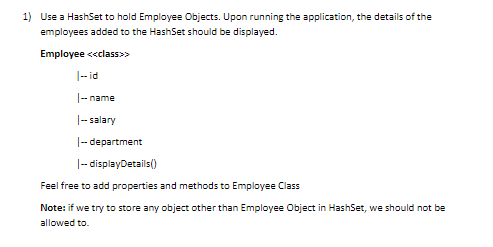 1) Use a HashSet to hold Employee Objects. Upon running the application, the details of the
employees added to the HashSet should be displayed.
Employee <<class>>
|-- id
|-- name
|-- salary
|-- department
|-- displayDetails()
Feel free to add properties and methods to Employee Class
Note: if we try to store any object other than Employee Object in HashSet, we should not be
allowed to.